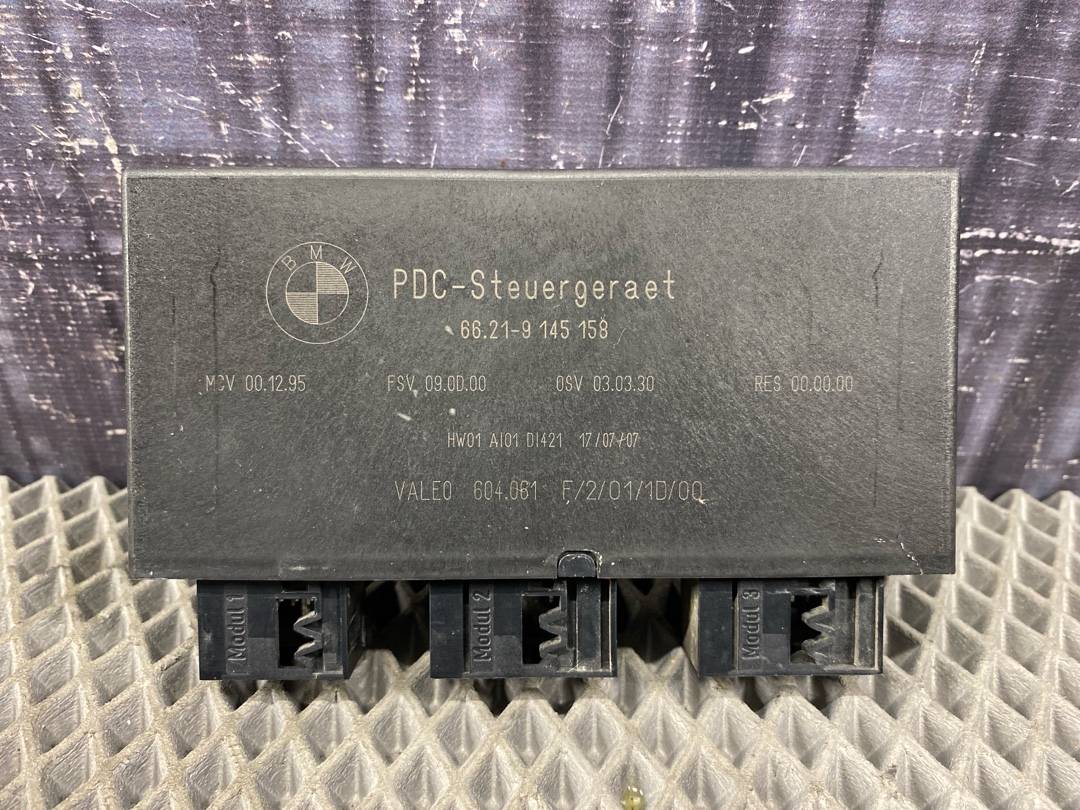 BMW
PDC-Steuergeraet
66.21-9 145 158
MCV 00.12.95 FSV 09.0D.00 OSV 03.03.30 RES 00.00.00
HW01 AI01 DI421 17/07/07
VALEO 604.061 F/2/01/1D/00
Modul 1 Modul 2 Modul 3